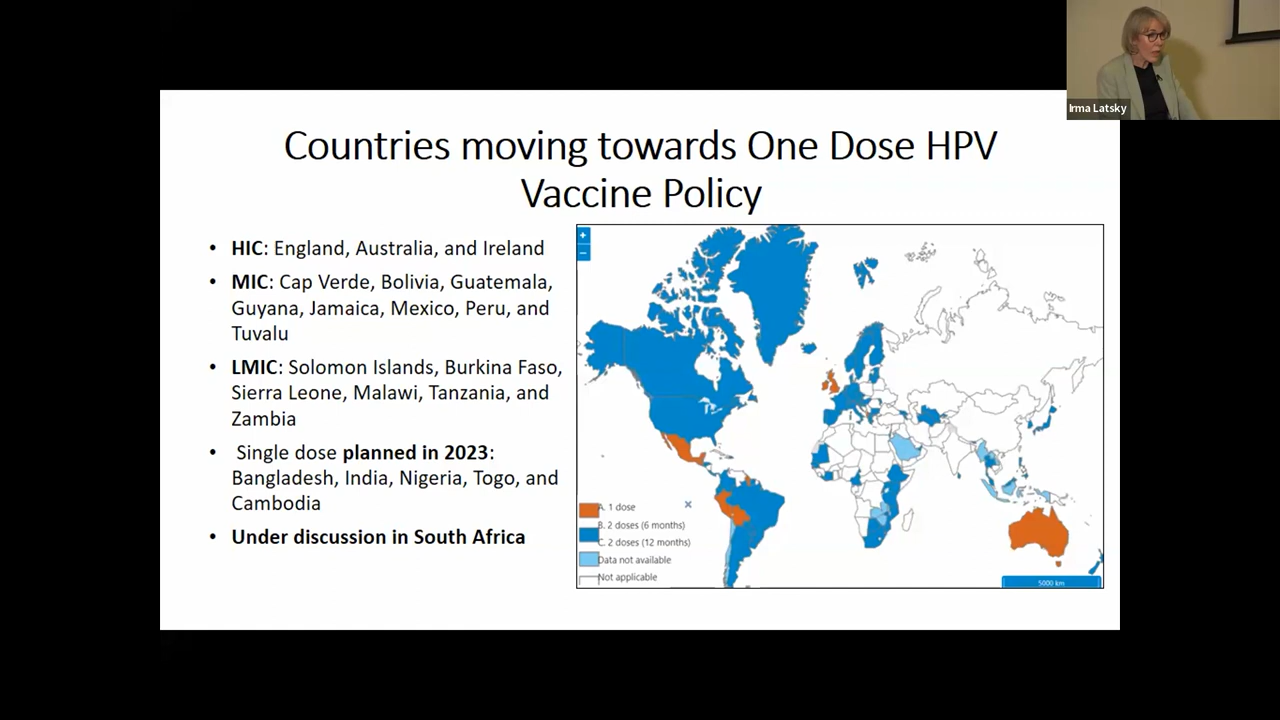 Irma Latsky
Countries moving towards One Dose HPV
Vaccine Policy
• HIC: England, Australia, and Ireland
• MIC: Cap Verde, Bolivia, Guatemala,
Guyana, Jamaica, Mexico, Peru, and
Tuvalu
• LMIC: Solomon Islands, Burkina Faso,
Sierra Leone, Malawi, Tanzania, and
Zambia
• Single dose planned in 2023:
Bangladesh, India, Nigeria, Togo, and
Cambodia
• Under discussion in South Africa
+
−
×
A. 1 dose
B. 2 doses (6 months)
C. 2 doses (12 months)
Data not available
Not applicable
5000 km